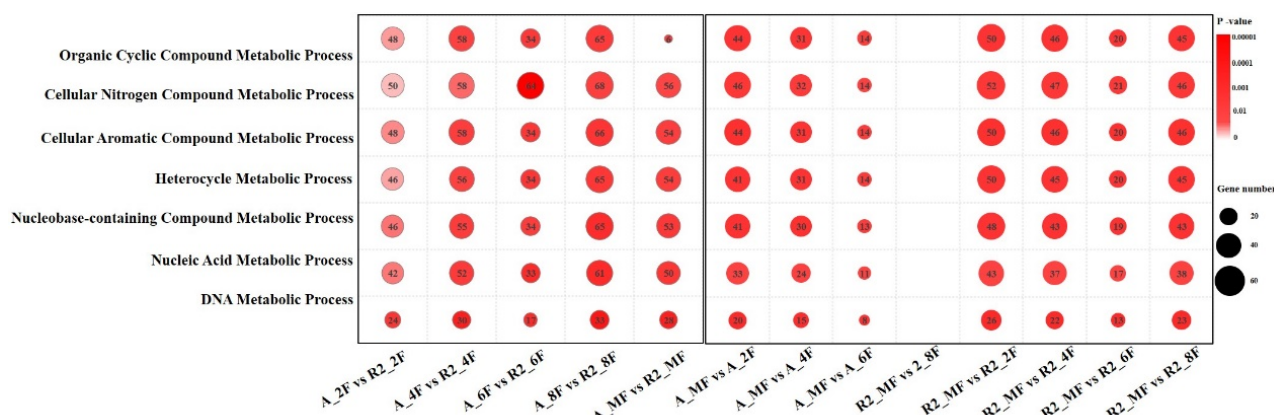 P -value
48 58 34 65 6 44 31 14 50 46 20 45
0.00001
Organic Cyclic Compound Metabolic Process
0.0001
Cellular Nitrogen Compound Metabolic Process
50 58 68 56 46 32 14 52 47 21 46
0.01
Cellular Aromatic Compound Metabolic Process
48 58 34 66 54 44 31 14 50 46 20 46
0
Heterocycle Metabolic Process
46 56 34 65 54 41 31 14 50 45 20 45
Gene number
Nucleobase-containing Compound Metabolic Process
46 55 34 65 53 41 30 13 48 43 19 43
20
40
Nucleic Acid Metabolic Process
42 52 33 61 50 33 24 11 43 37 17 38
60
DNA Metabolic Process
24 30 17 33 28 20 15 8 26 22 13 23
A_2F vs R2_2F
A_4F vs R2_4F
A_6F vs R2_6F
A_8F vs R2_8F
A_MF vs R2_MF
A_MF vs A_2F
A_MF vs A_4F
A_MF vs A_6F
R2_MF vs 2_8F
R2_MF vs R2_2F
R2_MF vs R2_4F
R2_MF vs R2_6F
R2_MF vs R2_8F